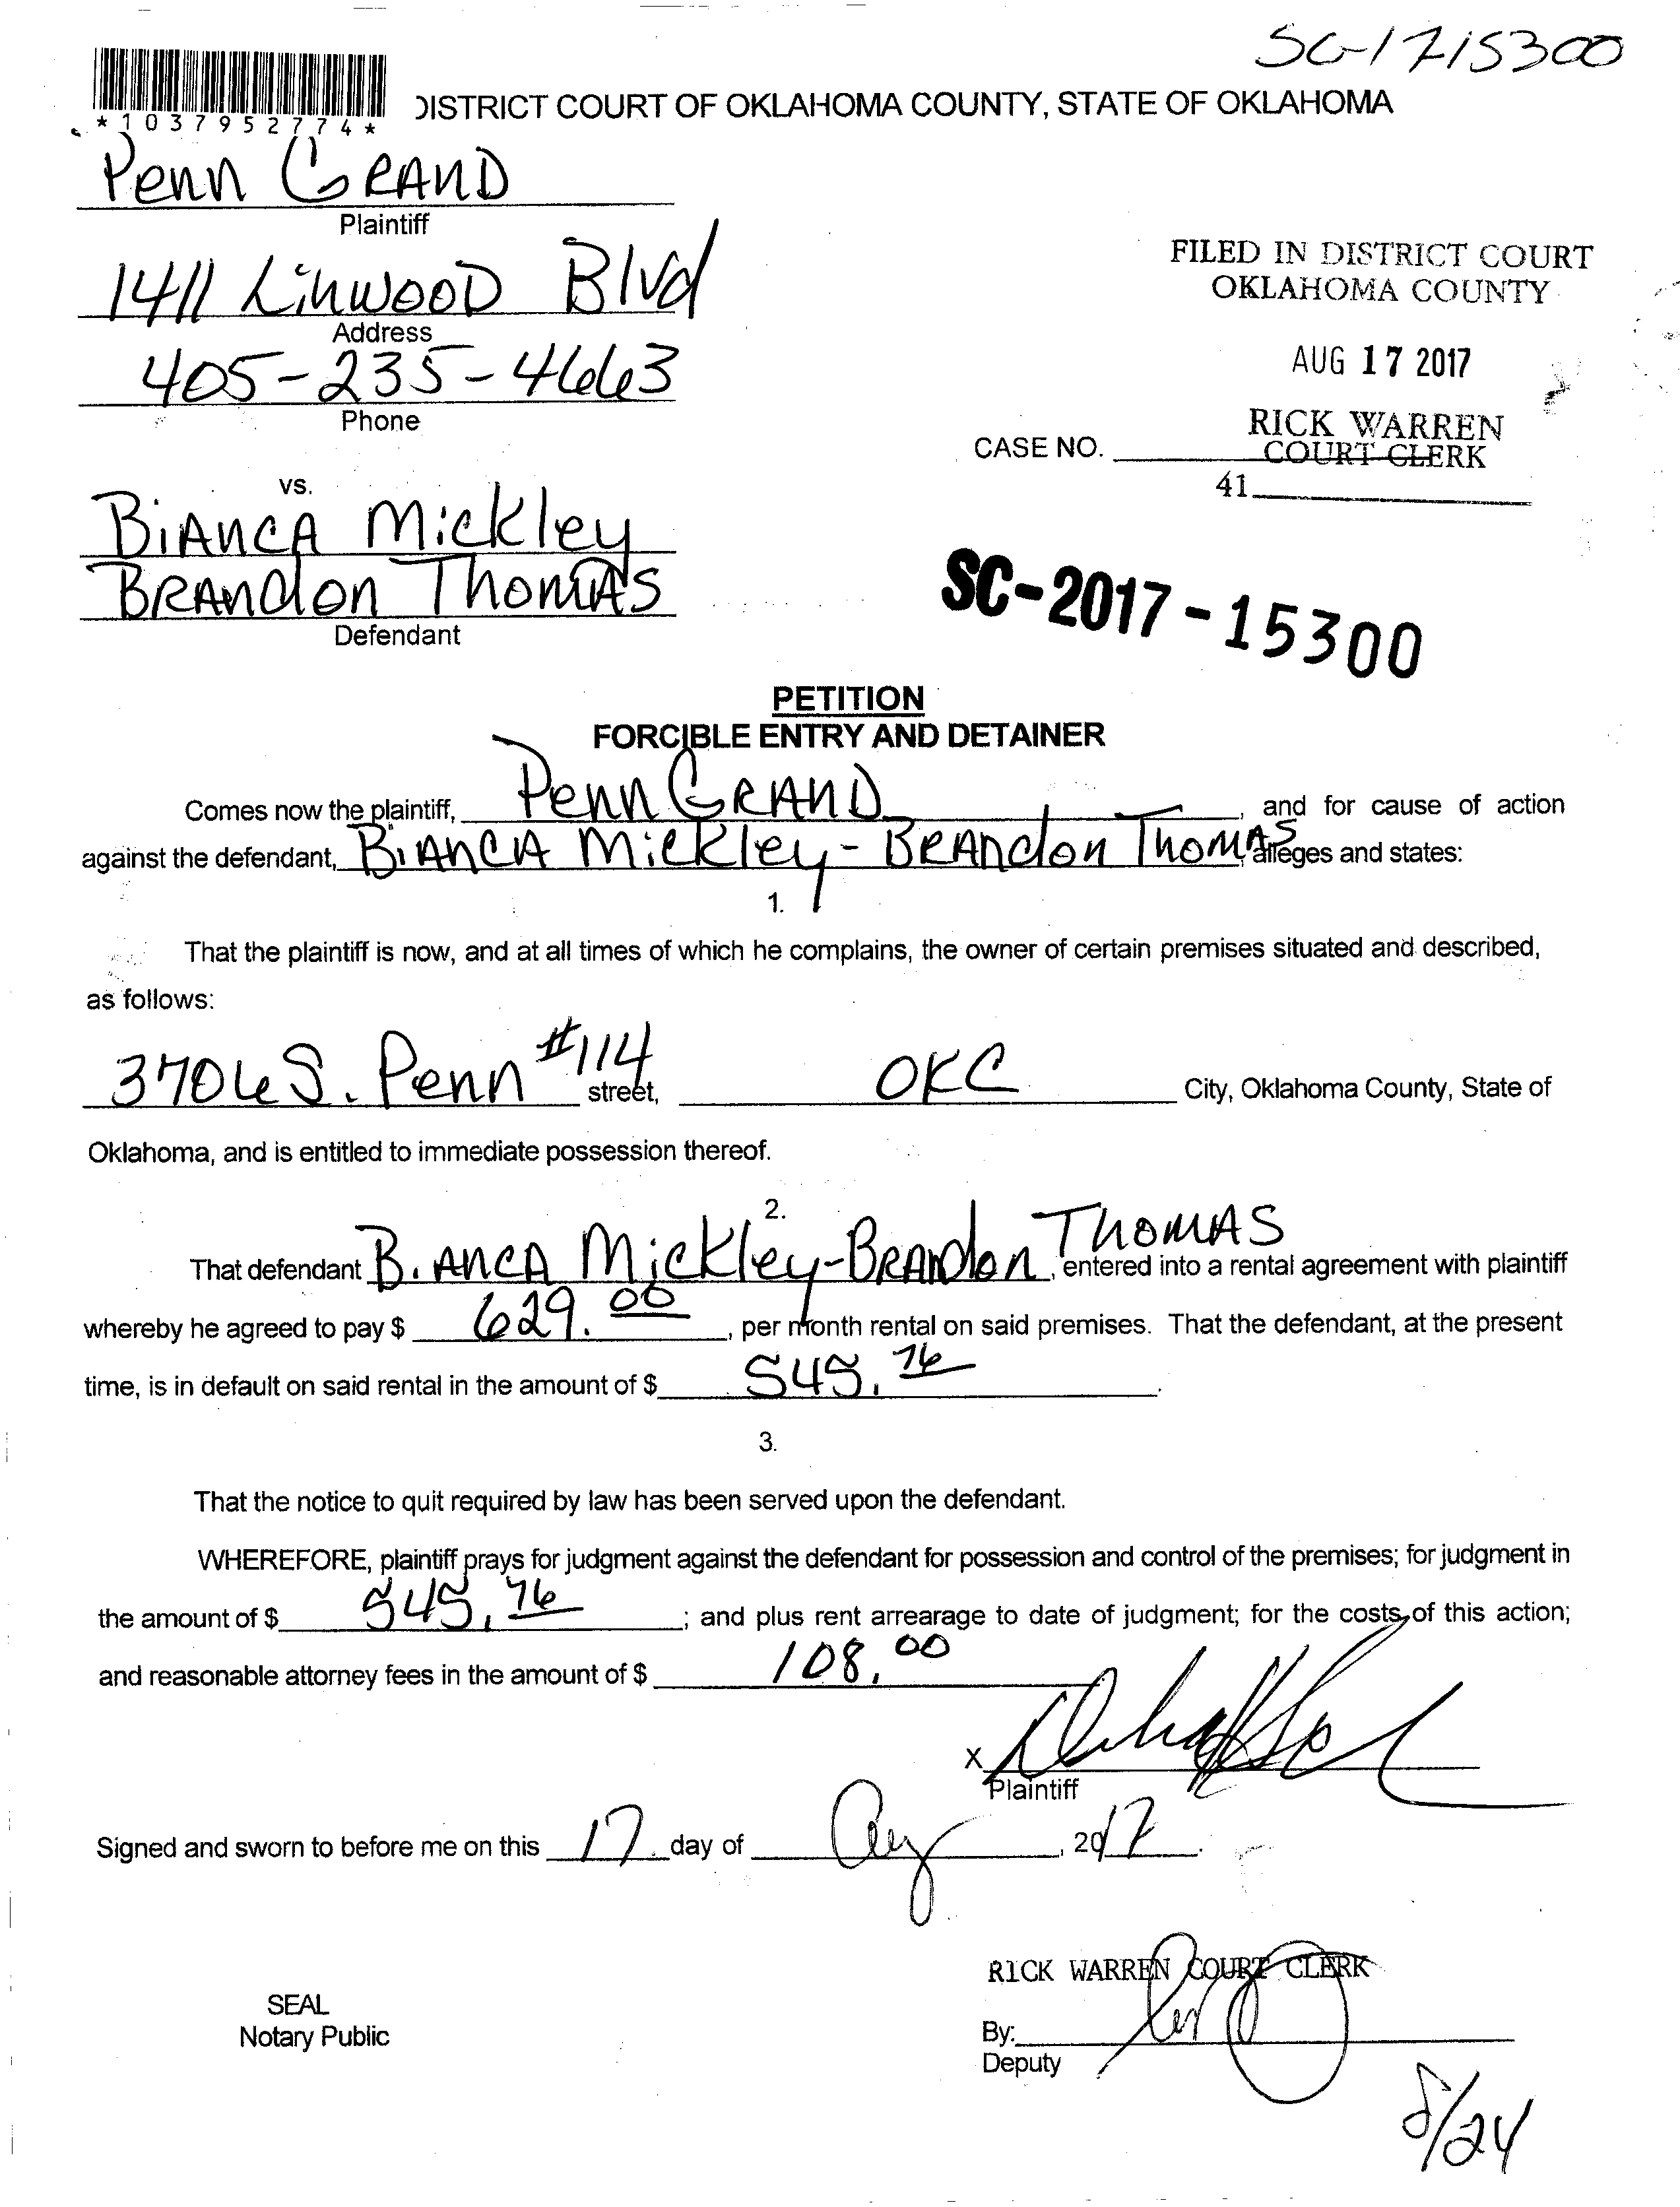 SC-1715300
*1037952774*
DISTRICT COURT OF OKLAHOMA COUNTY, STATE OF OKLAHOMA
Penn GRAND
Plaintiff
1411 LinwooD Blvd
Address
405-235-4663
Phone
FILED IN DISTRICT COURT
OKLAHOMA COUNTY
AUG 17 2017
RICK WARREN
COURT CLERK
CASE NO.
41
vs.
BiAncA Mickley
BRAndon ThomAS
Defendant
SC-2017-15300
PETITION
FORCIBLE ENTRY AND DETAINER
Comes now the plaintiff, Penn GRAND, and for cause of action
against the defendant, BiAncA Mickley - BRAndon ThomAS, alleges and states:
1.
That the plaintiff is now, and at all times of which he complains, the owner of certain premises situated and described,
as follows:
3706 S. Penn #114 street, OKC City, Oklahoma County, State of
Oklahoma, and is entitled to immediate possession thereof.
2.
That defendant BiAncA Mickley-BRAndon THOMAS, entered into a rental agreement with plaintiff
whereby he agreed to pay $ 629.00, per month rental on said premises. That the defendant, at the present
time, is in default on said rental in the amount of $ 545.76.
3.
That the notice to quit required by law has been served upon the defendant.
WHEREFORE, plaintiff prays for judgment against the defendant for possession and control of the premises; for judgment in
the amount of $ 545.76; and plus rent arrearage to date of judgment; for the costs of this action;
and reasonable attorney fees in the amount of $ 108.00
X
Plaintiff
Signed and sworn to before me on this 17 day of Aug, 2017.
RICK WARREN COURT CLERK
SEAL
Notary Public
By:
Deputy
8/24